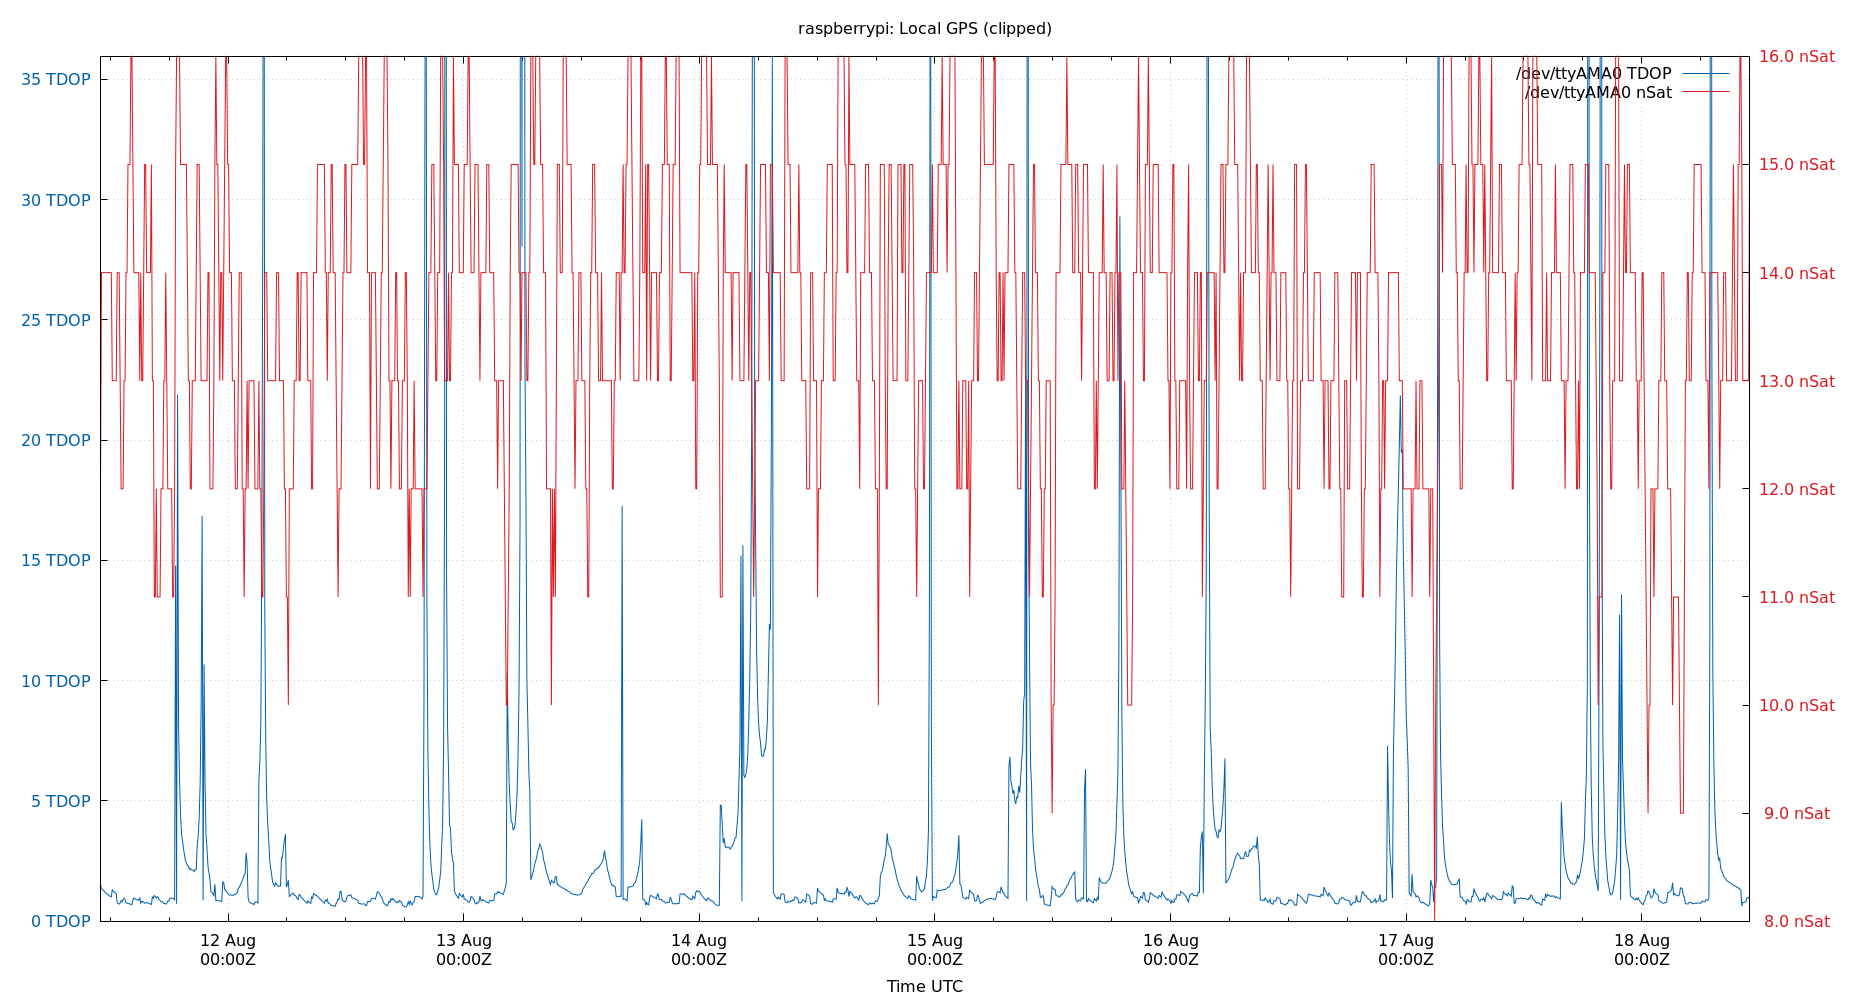 raspberrypi: Local GPS (clipped)
35 TDOP
30 TDOP
25 TDOP
20 TDOP
15 TDOP
10 TDOP
5 TDOP
0 TDOP
/dev/ttyAMA0 TDOP
/dev/ttyAMA0 nSat
16.0 nSat
15.0 nSat
14.0 nSat
13.0 nSat
12.0 nSat
11.0 nSat
10.0 nSat
9.0 nSat
8.0 nSat
12 Aug 13 Aug 14 Aug 15 Aug 16 Aug 17 Aug 18 Aug
00:00Z 00:00Z 00:00Z 00:00Z 00:00Z 00:00Z 00:00Z
Time UTC